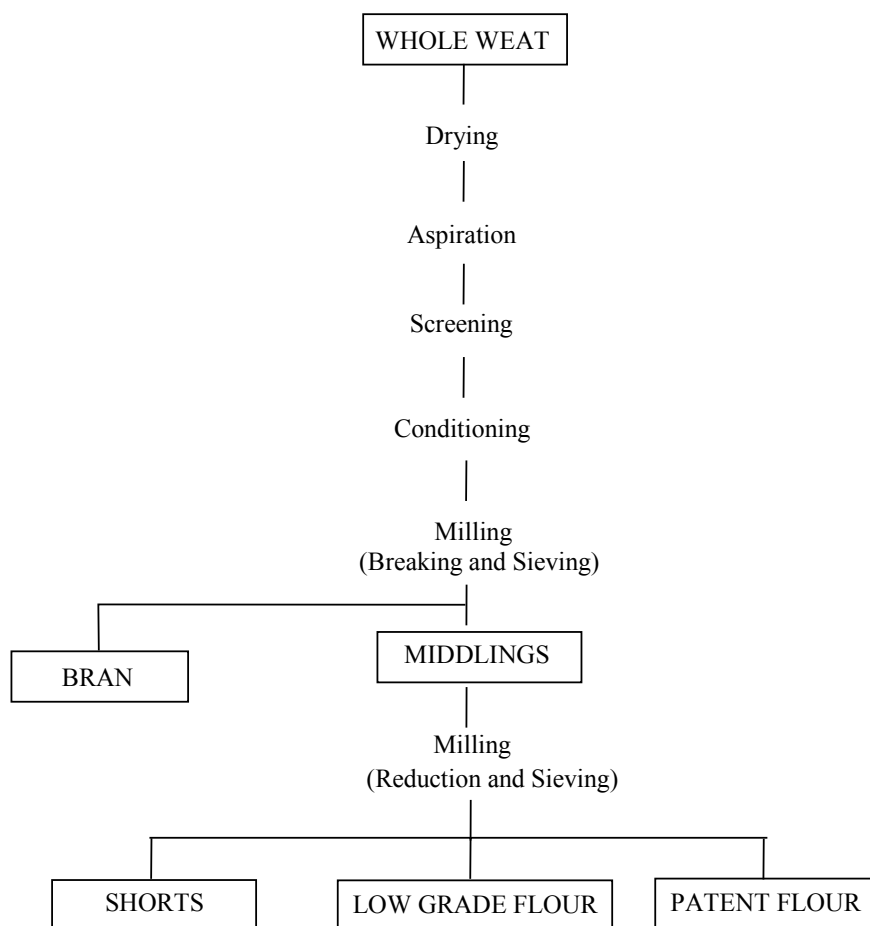 WHOLE WEAT
Drying
Aspiration
Screening
Conditioning
Milling
(Breaking and Sieving)
BRAN
MIDDLINGS
Milling
(Reduction and Sieving)
SHORTS
LOW GRADE FLOUR
PATENT FLOUR